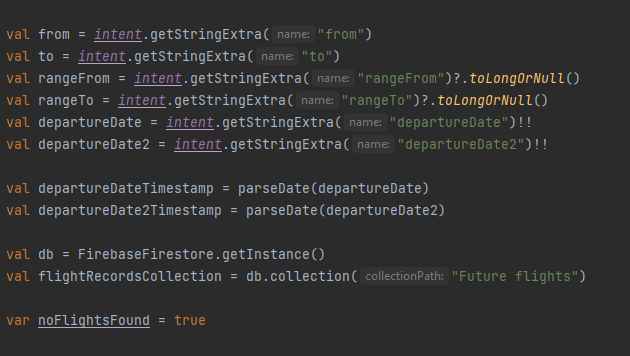 val from = intent.getStringExtra( name: "from")
val to = intent.getStringExtra( name: "to")
val rangeFrom = intent.getStringExtra( name: "rangeFrom")?.toLongOrNull()
val rangeTo = intent.getStringExtra( name: "rangeTo")?.toLongOrNull()
val departureDate = intent.getStringExtra( name: "departureDate")!!
val departureDate2 = intent.getStringExtra( name: "departureDate2")!!
val departureDateTimestamp = parseDate(departureDate)
val departureDate2Timestamp = parseDate(departureDate2)
val db = FirebaseFirestore.getInstance()
val flightRecordsCollection = db.collection( collectionPath: "Future flights")
var noFlightsFound = true